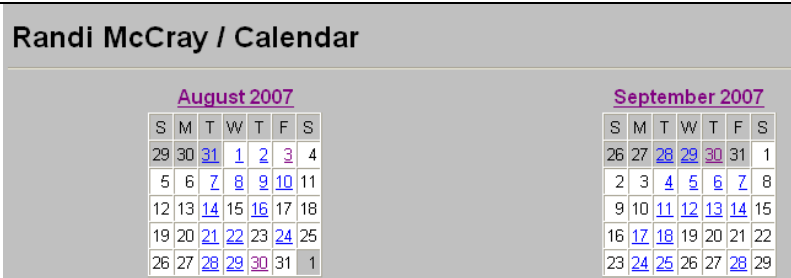 Randi McCray / Calendar
August 2007 September 2007
S M T W T F S S M T W T F S
29 30 31 1 2 3 4 26 27 28 29 30 31 1
5 6 7 8 9 10 11 2 3 4 5 6 7 8
12 13 14 15 16 17 18 9 10 11 12 13 14 15
19 20 21 22 23 24 25 16 17 18 19 20 21 22
26 27 28 29 30 31 1 23 24 25 26 27 28 29